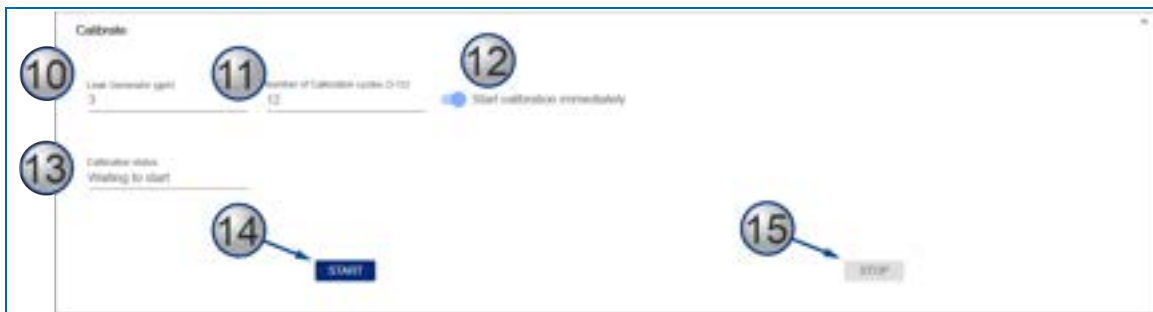 Calibrate
10
11
12
Leak Generator (gph)
Number of Calibration cycles (3-12)
3
12
Start calibration immediately
13
Calibration status
Waiting to start
14
15
START
STOP